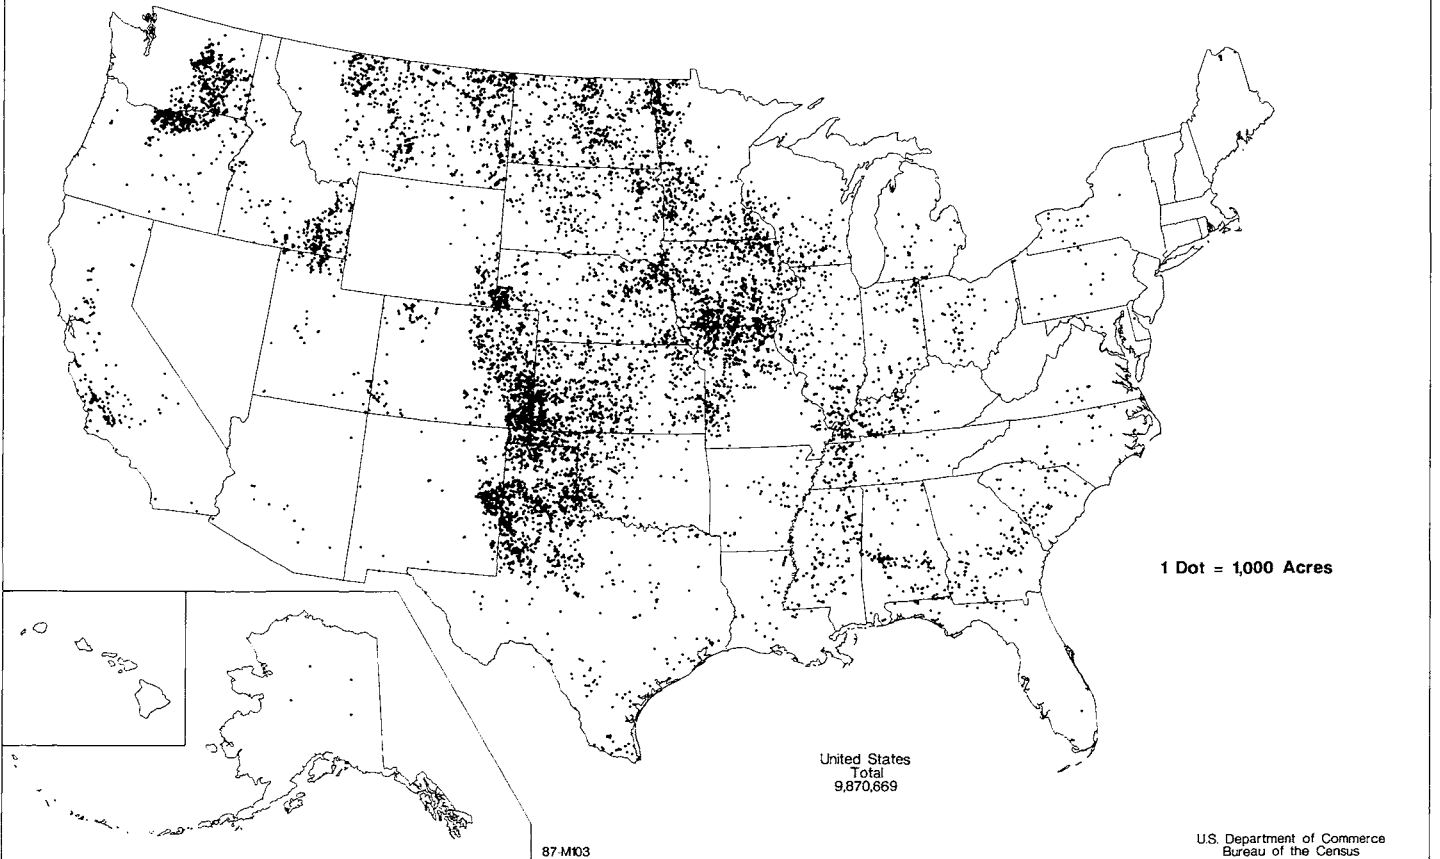 1 Dot = 1,000 Acres
United States
Total
9,870,669
87-M103
U.S. Department of Commerce
Bureau of the Census